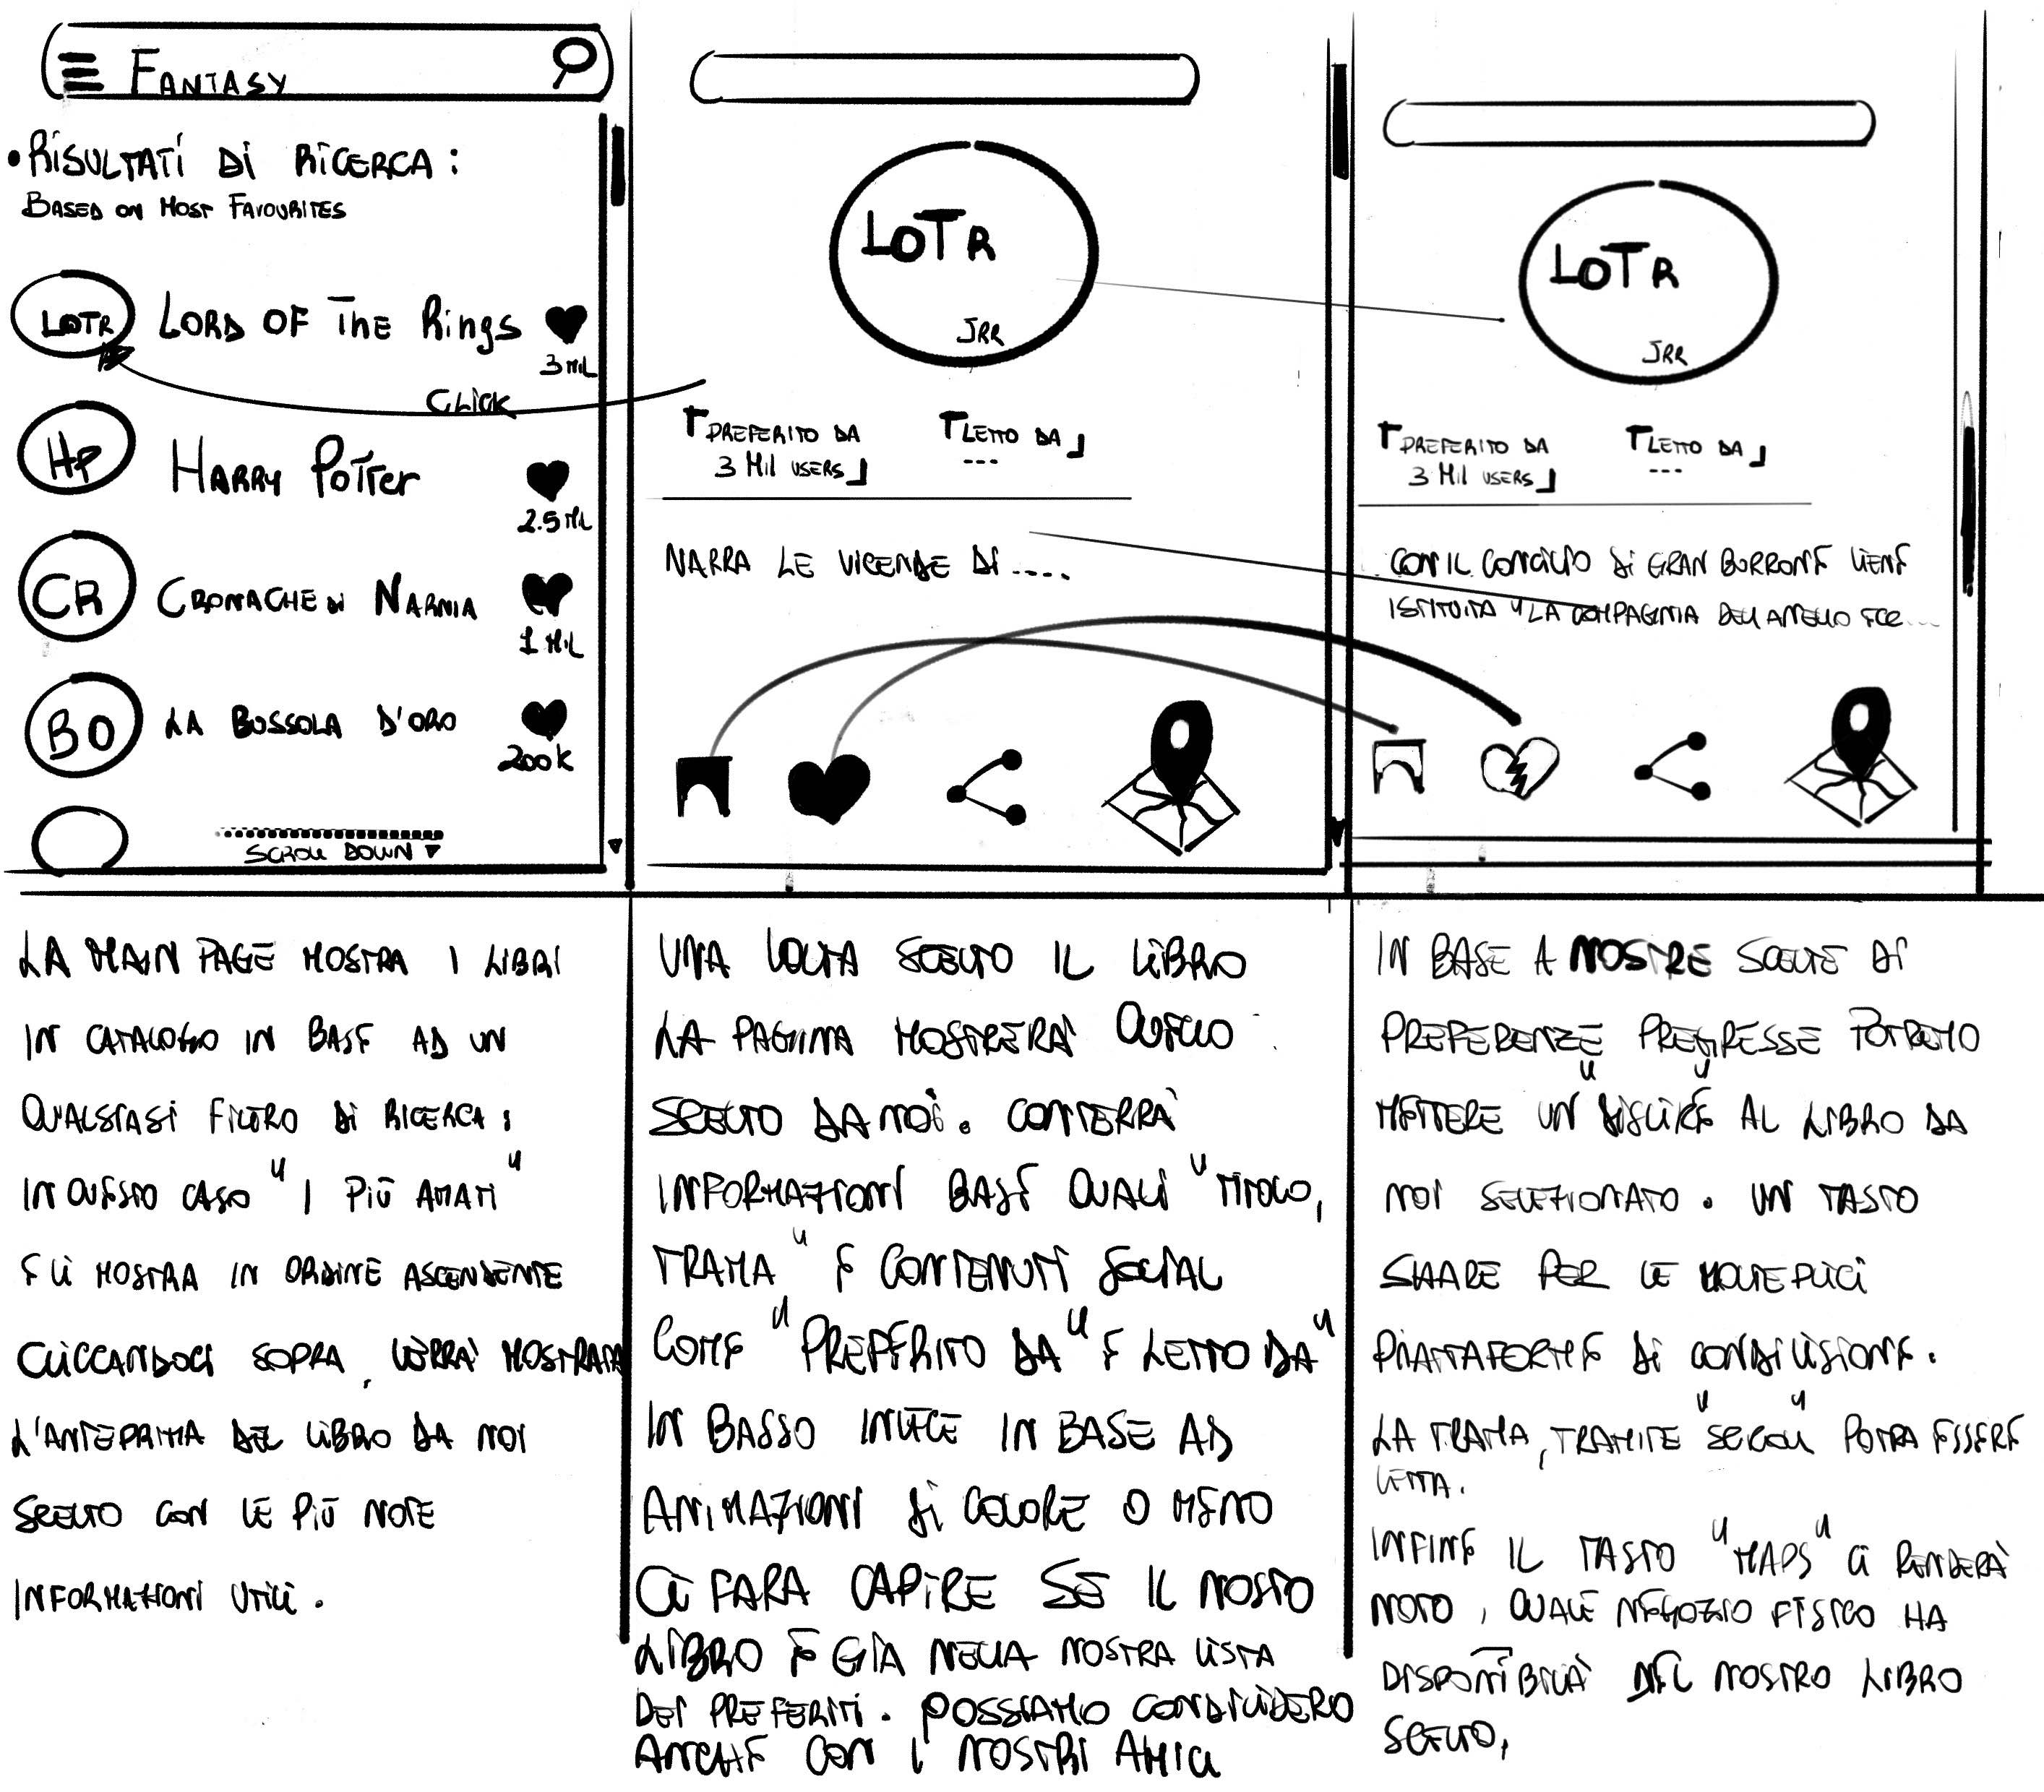 FANTASY
• RISULTATI DI RICERCA:
BASED ON MOST FAVOURITES
LOTR LORD OF The Rings
3 MIL
CLICK
HP HARRY POTTER
2.5 MIL
CR CRONACHE DI NARNIA
1 MIL
BO LA BUSSOLA D'ORO
200K
SCROLL DOWN
LOTR
JRR
「PREFERITO DA
3 MIL USERS」
「LETTO DA」
---
NARRA LE VICENDE DI ....
LOTR
JRR
「PREFERITO DA
3 MIL USERS」
「LETTO DA」
---
CON IL CONCILIO DI GRAN BURRONE VIENE
ISTITUITA "LA COMPAGNIA DELL ANELLO ECC...
LA MAIN PAGE MOSTRA I LIBRI
IN CATALOGO IN BASE AD UN
QUALSIASI FILTRO DI RICERCA:
IN QUESTO CASO "I PIÙ AMATI"
E LI MOSTRA IN ORDINE ASCENDENTE
CLICCANDOCI SOPRA, VERRÀ MOSTRATA
L'ANTEPRIMA DEL LIBRO DA NOI
SCELTO CON LE PIÙ NOTE
INFORMAZIONI UTILI.
UNA VOLTA SCELTO IL LIBRO
LA PAGINA MOSTRERÀ QUELLO
SCELTO DA NOI. CONTERRÀ
INFORMAZIONI BASE QUALI "TITOLO,
TRAMA" E CONTENUTI SOCIAL
COME "PREFERITO DA" E LETTO DA"
IN BASSO INVECE IN BASE AD
ANIMAZIONI DI COLORE O MENO
CI FARA CAPIRE SE IL NOSTO
LIBRO È GIÀ NELLA NOSTRA LISTA
DEI PREFERITI. POSSIAMO CONDIVIDERO
ANCHE CON I NOSTRI AMICI
IN BASE A NOSTRE SCELTE DI
PREFERENZE PREGRESSE POTREMO
METTERE UN "DISLIKE" AL LIBRO DA
NOI SELEZIONATO. UN TASTO
SHARE PER LE MOLTEPLICI
PIATTAFORME DI CONDIVISIONE.
LA TRAMA, TRAMITE "SCROLL" POTRA ESSERE
LETTA.
INFINE IL TASTO "MAPS" CI RENDERÀ
NOTO, QUALE NEGOZIO FISICO HA
DISPONIBILIÀ DEL NOSTRO LIBRO
SCELTO,